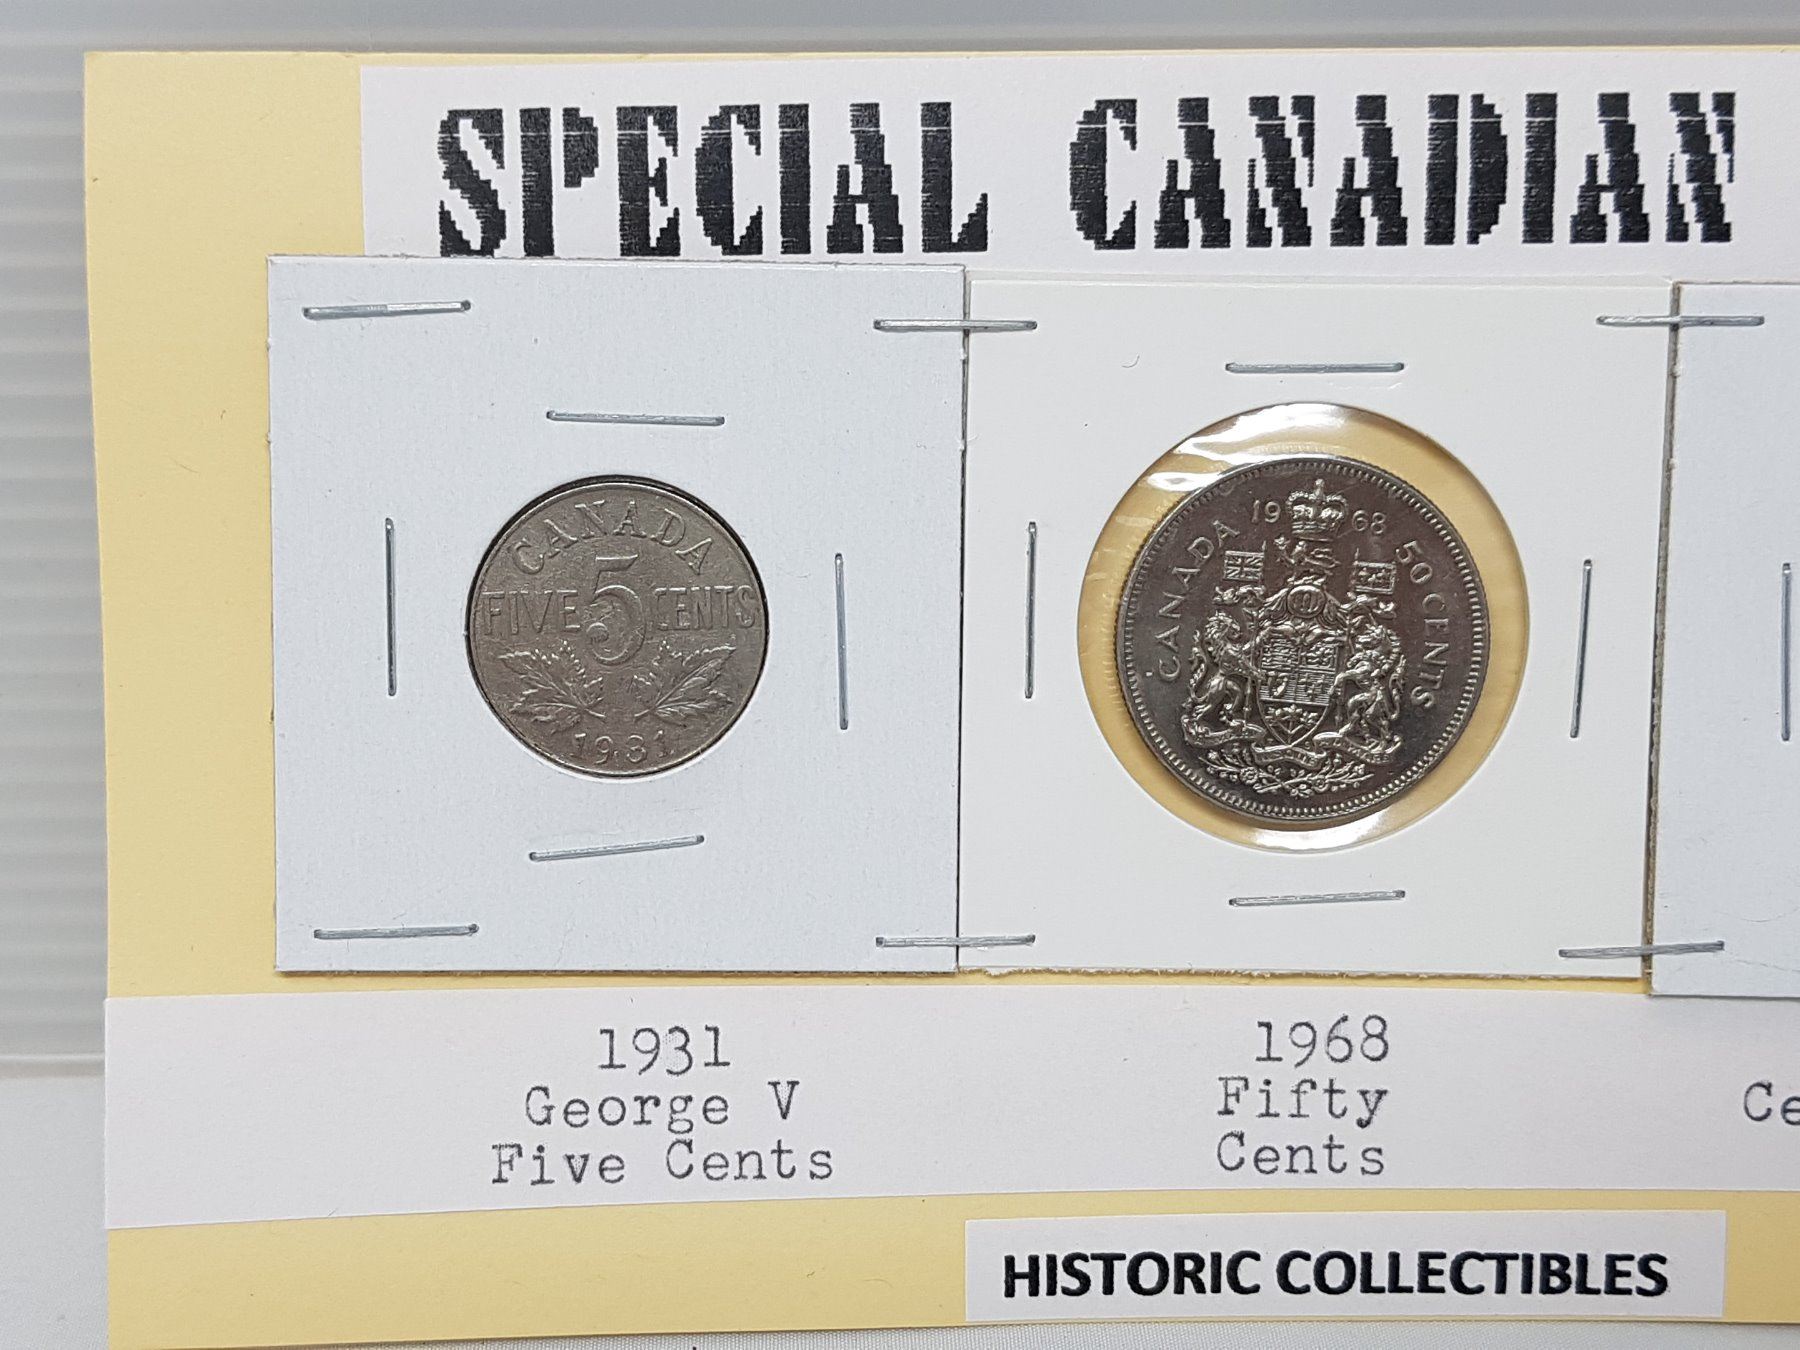 SPECIAL CANADIAN
CANADA
FIVE 5 CENTS
1931
1968
CANADA
50 CENTS
1931
George V
Five Cents
1968
Fifty
Cents
Ce
HISTORIC COLLECTIBLES